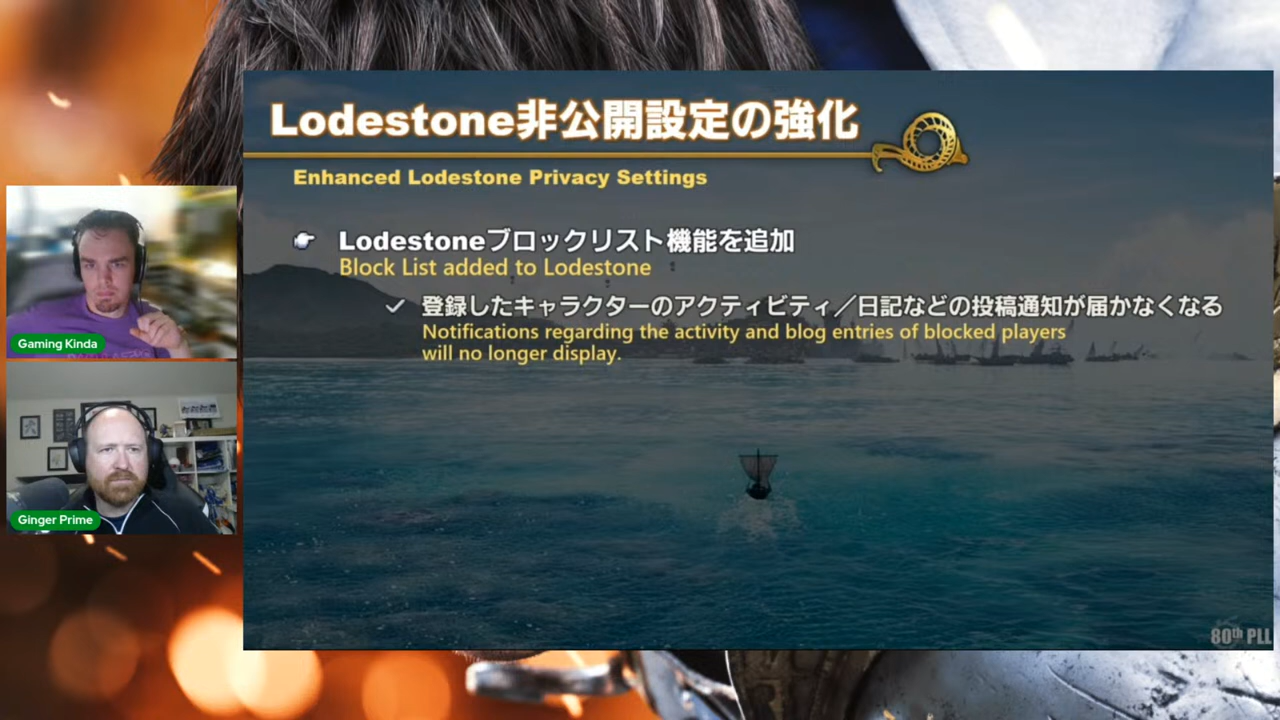 Lodestone非公開設定の強化
Enhanced Lodestone Privacy Settings
Lodestoneブロックリスト機能を追加
Block List added to Lodestone
登録したキャラクターのアクティビティ／日記などの投稿通知が届かなくなる
Notifications regarding the activity and blog entries of blocked players
will no longer display.
Gaming Kinda
Ginger Prime
80th PLL